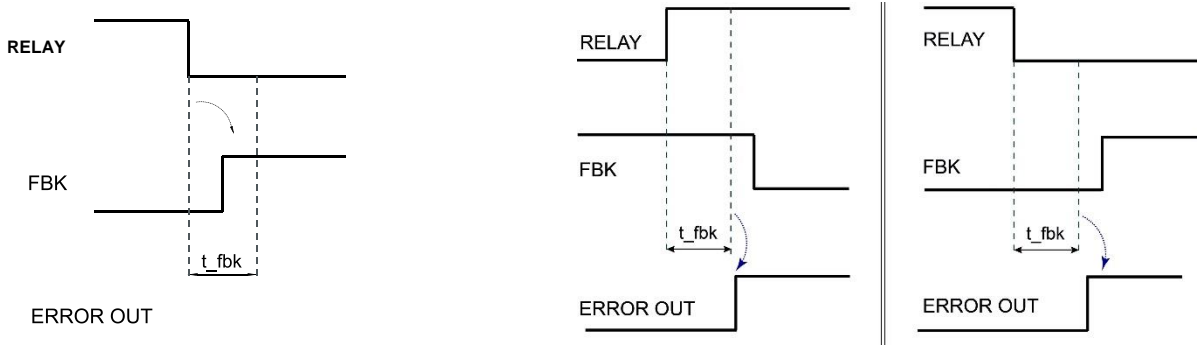 RELAY
FBK
t_fbk
ERROR OUT
RELAY
FBK
t_fbk
ERROR OUT
RELAY
FBK
t_fbk
ERROR OUT